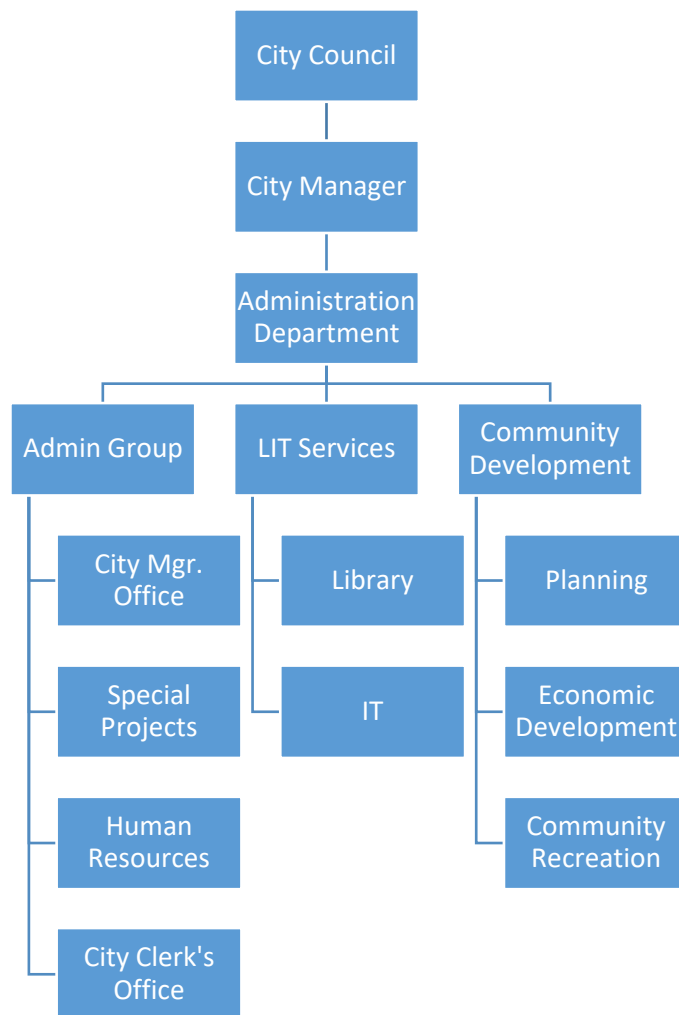 City Council
City Manager
Administration
Department
Admin Group
LIT Services
Community
Development
City Mgr.
Office
Library
Planning
Special
Projects
IT
Economic
Development
Human
Resources
Community
Recreation
City Clerk's
Office